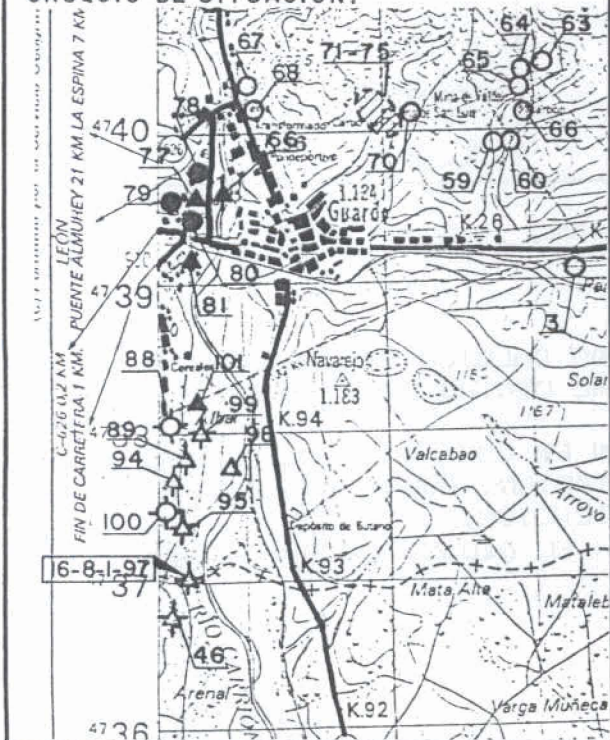 CROQUIS DE SITUACION:
LEÓN
PUENTE ALMUHEY 21 KM LA ESPINA 7 KM
C-626 0,2 KM
FIN DE CARRETERA 1 KM.
67
68
71-75
64
63
65
78
66
70
66
59
60
47 40
77
79
1.124
Guardo
K.26
80
81
47 39
3
88
101
Navarejo
1.183
Solar
99
89
98
K.94
94
Valcabao
95
Arroyo
100
Depósito de Butano
16-8-1-97
K.93
37
Mata Alta
46
RIO CARRION
Arenal
K.92
Varga Muñeca
47 36